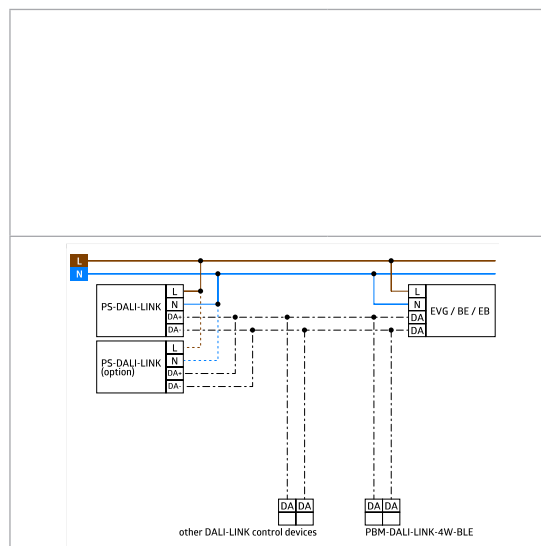 L
N
PS-DALI-LINK
L
N
DA+
DA-
EVG / BE / EB
L
N
DA
DA
PS-DALI-LINK
(option)
L
N
DA+
DA-
DA DA
DA DA
other DALI-LINK control devices
PBM-DALI-LINK-4W-BLE